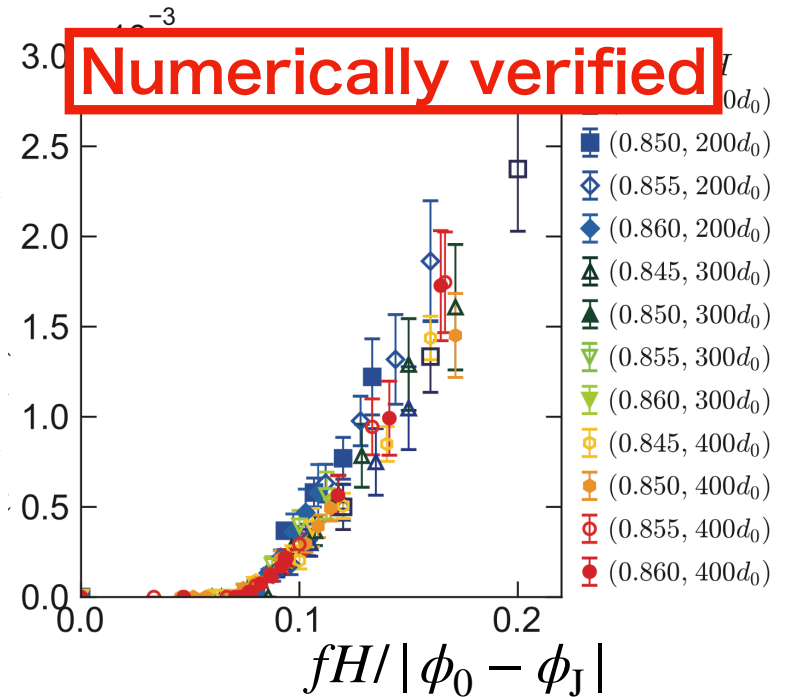 −3
3.0
Numerically verified
H
0d₀)
2.5
(0.850, 200d₀)
(0.855, 200d₀)
2.0
(0.860, 200d₀)
(0.845, 300d₀)
1.5
(0.850, 300d₀)
(0.855, 300d₀)
1.0
(0.860, 300d₀)
(0.845, 400d₀)
0.5
(0.850, 400d₀)
(0.855, 400d₀)
(0.860, 400d₀)
0.0
0.0 0.1 0.2
fH/|ϕ₀ − ϕ_J|